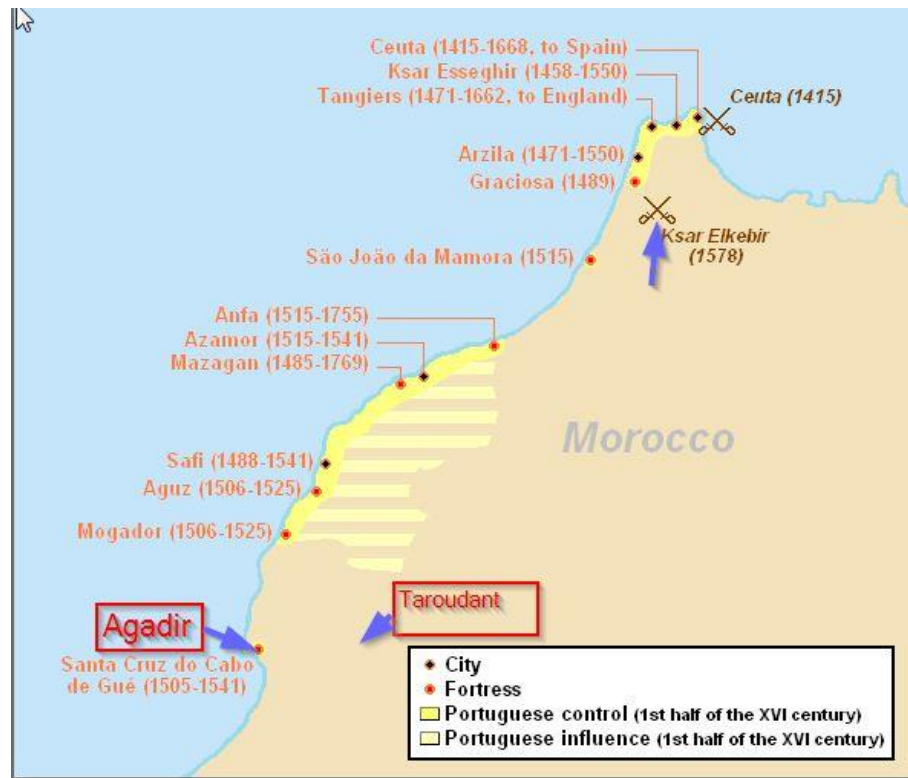 Ceuta (1415-1668, to Spain)
Ksar Esseghir (1458-1550)
Tangiers (1471-1662, to England)
Ceuta (1415)
Arzila (1471-1550)
Graciosa (1489)
Ksar Elkebir
(1578)
São João da Mamora (1515)
Anfa (1515-1755)
Azamor (1515-1541)
Mazagan (1485-1769)
Morocco
Safi (1488-1541)
Aguz (1506-1525)
Mogador (1506-1525)
Taroudant
Agadir
Santa Cruz do Cabo
de Gué (1505-1541)
City
Fortress
Portuguese control (1st half of the XVI century)
Portuguese influence (1st half of the XVI century)